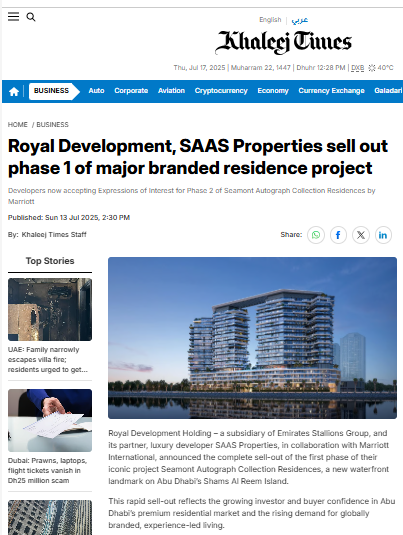 English | عربي
Khaleej Times
Thu, Jul 17, 2025 | Muharram 22, 1447 | Dhuhr 12:28 PM | DXB 40°C
BUSINESS Auto Corporate Aviation Cryptocurrency Economy Currency Exchange Galadari
HOME / BUSINESS
Royal Development, SAAS Properties sell out
phase 1 of major branded residence project
Developers now accepting Expressions of Interest for Phase 2 of Seamont Autograph Collection Residences by
Marriott
Published: Sun 13 Jul 2025, 2:30 PM
By: Khaleej Times Staff
Share:
Top Stories
UAE: Family narrowly
escapes villa fire;
residents urged to get...
Dubai: Prawns, laptops,
flight tickets vanish in
Dh25 million scam
Royal Development Holding – a subsidiary of Emirates Stallions Group, and
its partner, luxury developer SAAS Properties, in collaboration with Marriott
International, announced the complete sell-out of the first phase of their
iconic project Seamont Autograph Collection Residences, a new waterfront
landmark on Abu Dhabi's Shams Al Reem Island.
This rapid sell-out reflects the growing investor and buyer confidence in Abu
Dhabi's premium residential market and the rising demand for globally
branded, experience-led living.